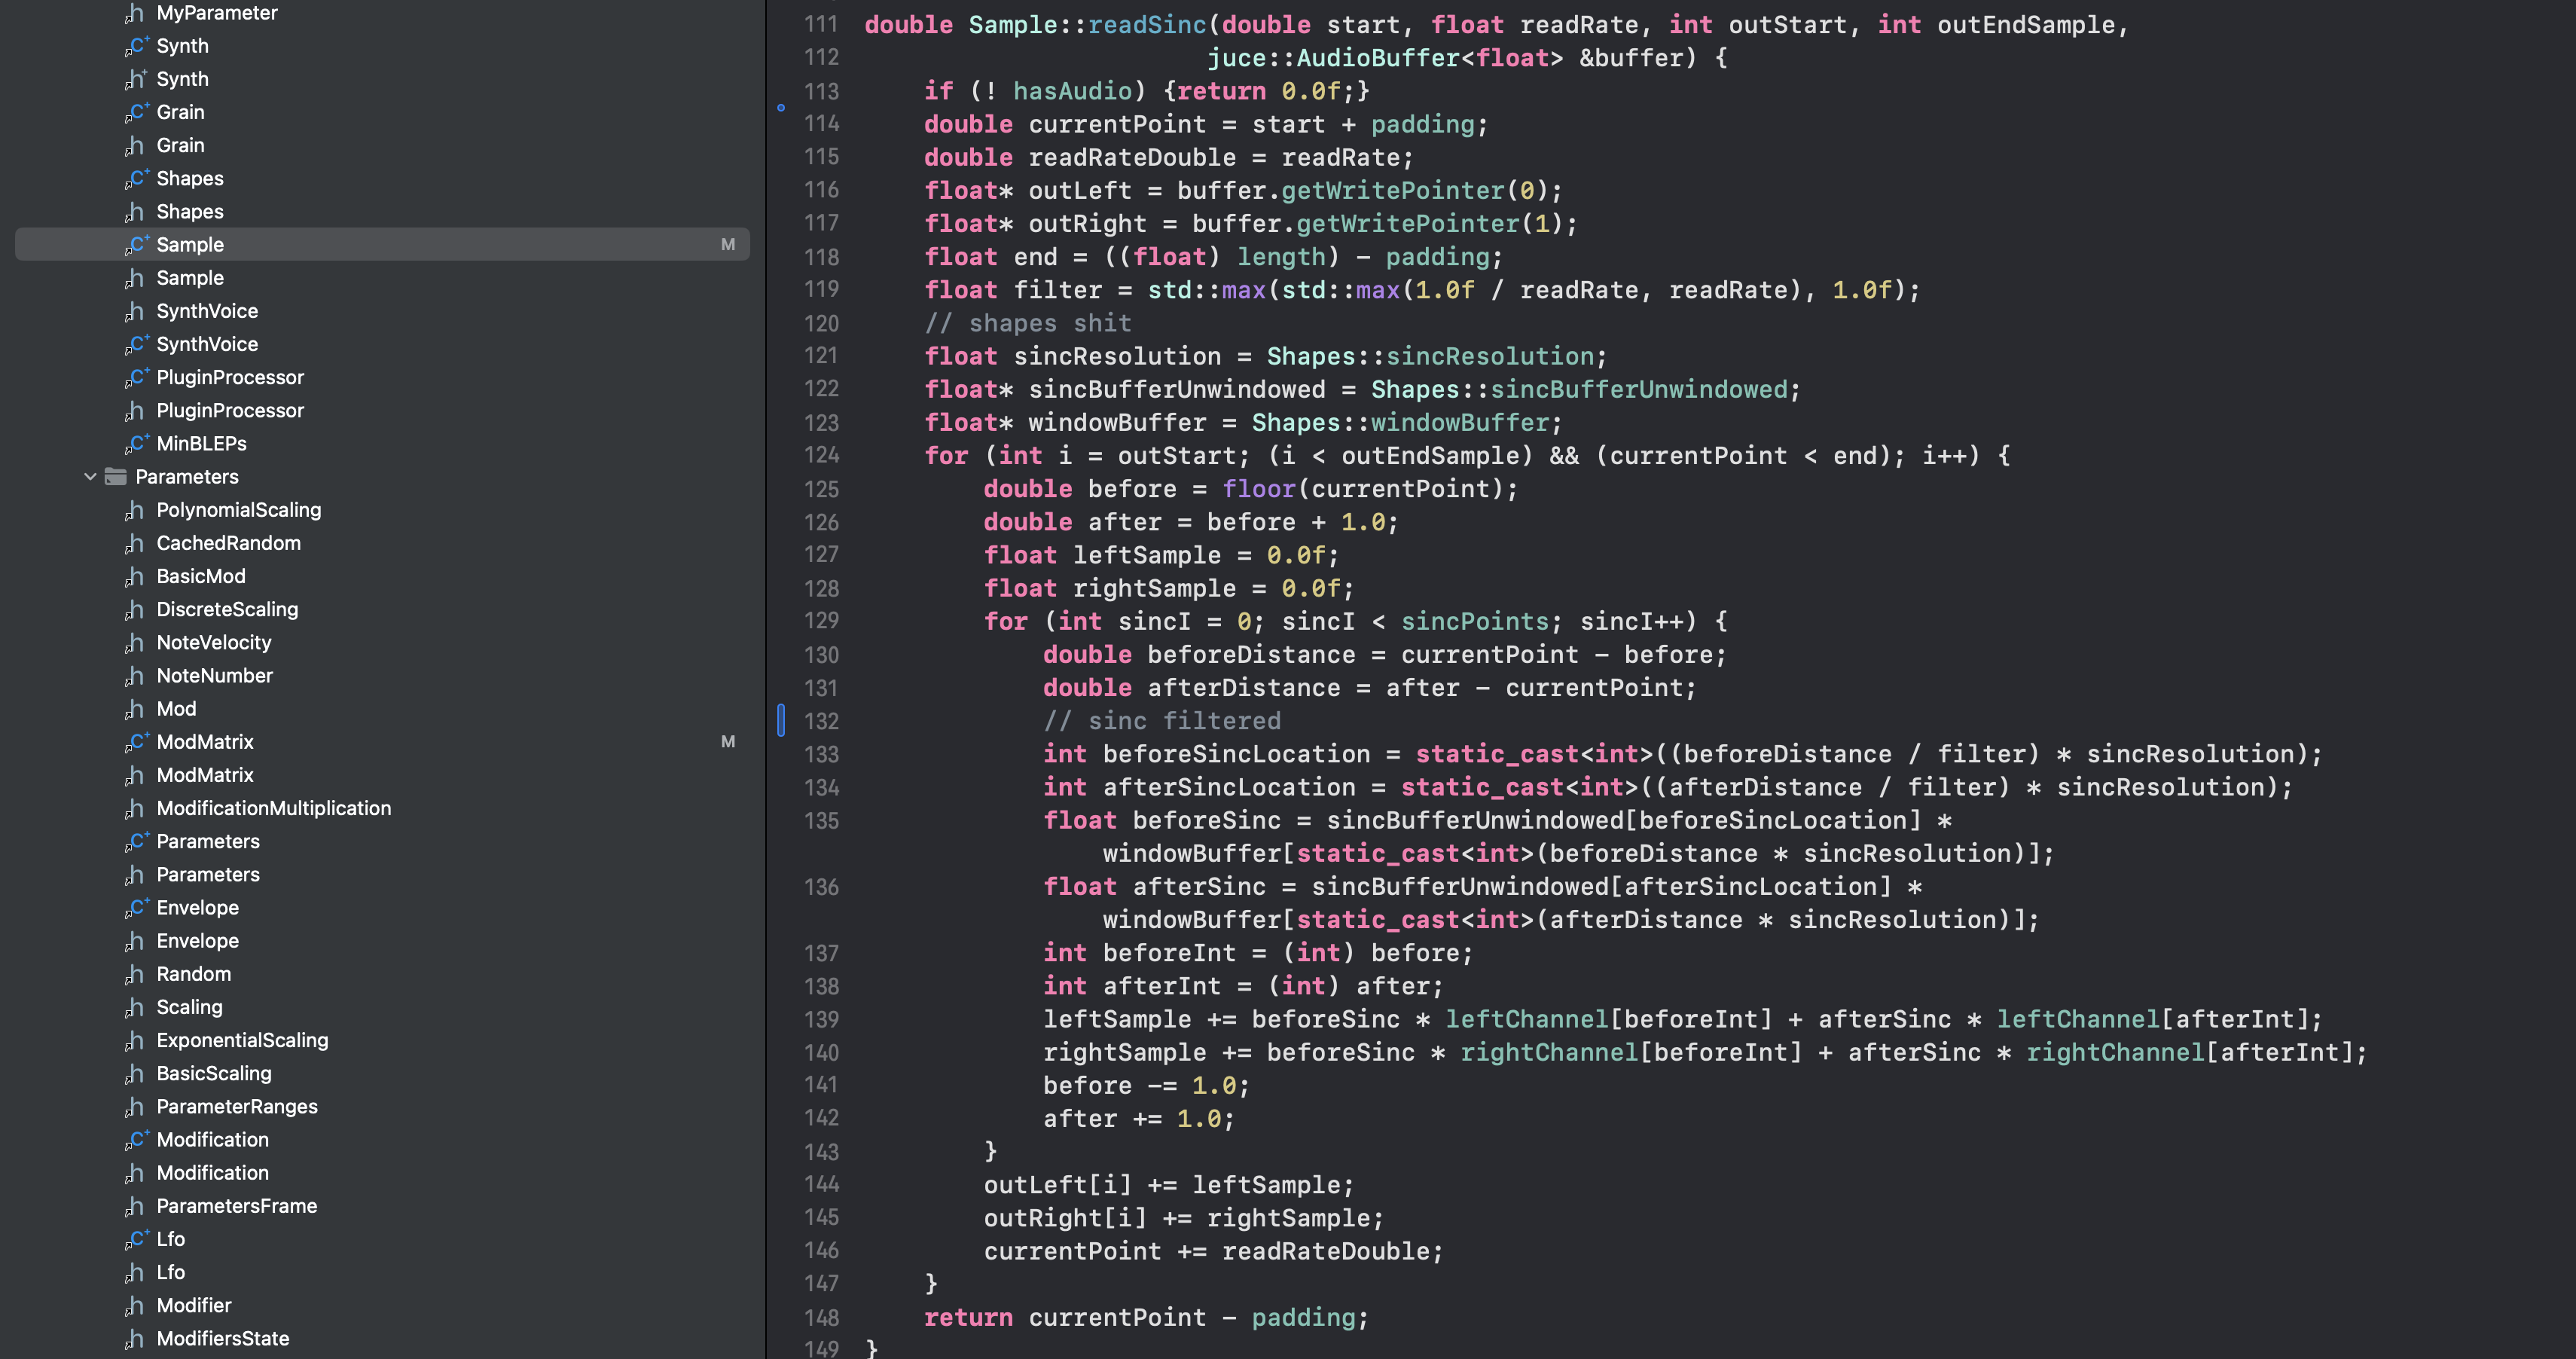 MyParameter
Synth
Synth
Grain
Grain
Shapes
Shapes
Sample M
Sample
SynthVoice
SynthVoice
PluginProcessor
PluginProcessor
MinBLEPs
Parameters
PolynomialScaling
CachedRandom
BasicMod
DiscreteScaling
NoteVelocity
NoteNumber
Mod
ModMatrix M
ModMatrix
ModificationMultiplication
Parameters
Parameters
Envelope
Envelope
Random
Scaling
ExponentialScaling
BasicScaling
ParameterRanges
Modification
Modification
ParametersFrame
Lfo
Lfo
Modifier
ModifiersState
111 double Sample::readSinc(double start, float readRate, int outStart, int outEndSample,
112 juce::AudioBuffer<float> &buffer) {
113 if (! hasAudio) {return 0.0f;}
114 double currentPoint = start + padding;
115 double readRateDouble = readRate;
116 float* outLeft = buffer.getWritePointer(0);
117 float* outRight = buffer.getWritePointer(1);
118 float end = ((float) length) - padding;
119 float filter = std::max(std::max(1.0f / readRate, readRate), 1.0f);
120 // shapes shit
121 float sincResolution = Shapes::sincResolution;
122 float* sincBufferUnwindowed = Shapes::sincBufferUnwindowed;
123 float* windowBuffer = Shapes::windowBuffer;
124 for (int i = outStart; (i < outEndSample) && (currentPoint < end); i++) {
125 double before = floor(currentPoint);
126 double after = before + 1.0;
127 float leftSample = 0.0f;
128 float rightSample = 0.0f;
129 for (int sincI = 0; sincI < sincPoints; sincI++) {
130 double beforeDistance = currentPoint - before;
131 double afterDistance = after - currentPoint;
132 // sinc filtered
133 int beforeSincLocation = static_cast<int>((beforeDistance / filter) * sincResolution);
134 int afterSincLocation = static_cast<int>((afterDistance / filter) * sincResolution);
135 float beforeSinc = sincBufferUnwindowed[beforeSincLocation] *
windowBuffer[static_cast<int>(beforeDistance * sincResolution)];
136 float afterSinc = sincBufferUnwindowed[afterSincLocation] *
windowBuffer[static_cast<int>(afterDistance * sincResolution)];
137 int beforeInt = (int) before;
138 int afterInt = (int) after;
139 leftSample += beforeSinc * leftChannel[beforeInt] + afterSinc * leftChannel[afterInt];
140 rightSample += beforeSinc * rightChannel[beforeInt] + afterSinc * rightChannel[afterInt];
141 before -= 1.0;
142 after += 1.0;
143 }
144 outLeft[i] += leftSample;
145 outRight[i] += rightSample;
146 currentPoint += readRateDouble;
147 }
148 return currentPoint - padding;
149 }